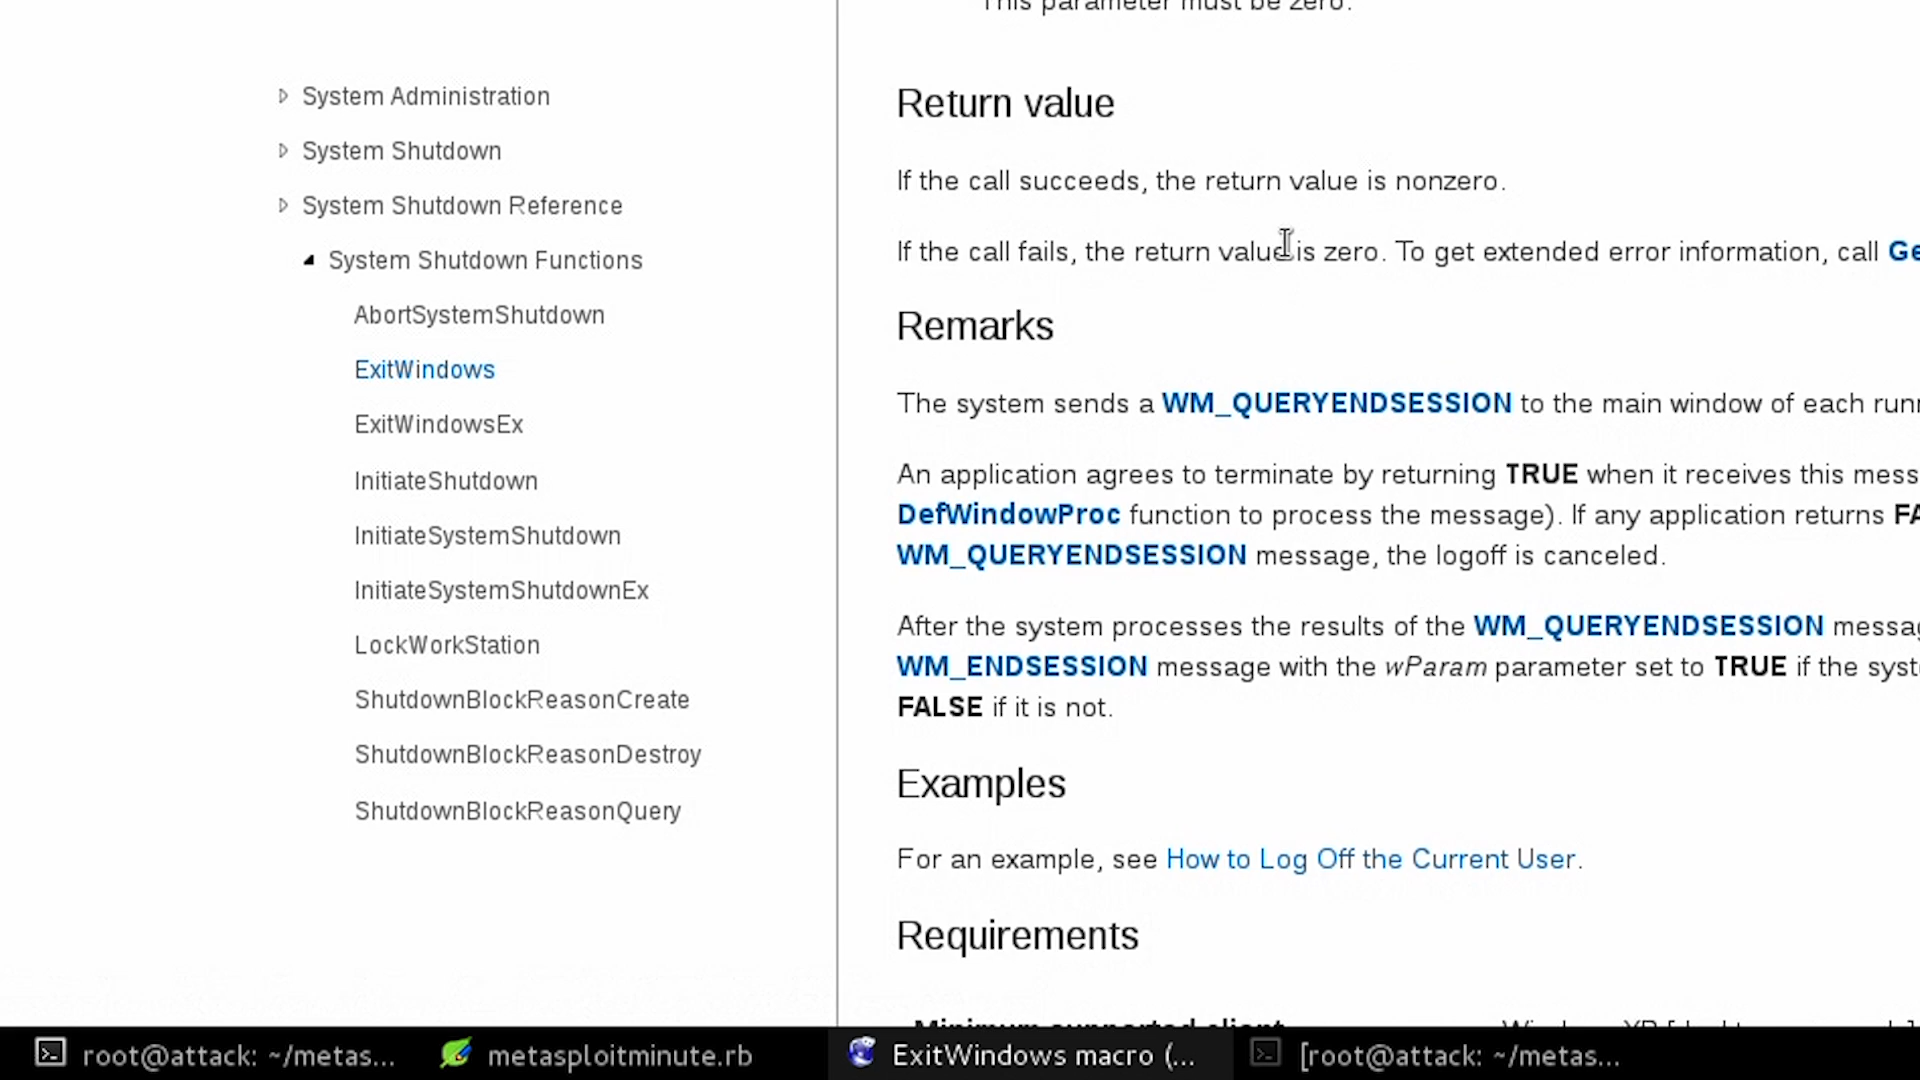 This parameter must be zero.
System Administration
System Shutdown
System Shutdown Reference
System Shutdown Functions
AbortSystemShutdown
ExitWindows
ExitWindowsEx
InitiateShutdown
InitiateSystemShutdown
InitiateSystemShutdownEx
LockWorkStation
ShutdownBlockReasonCreate
ShutdownBlockReasonDestroy
ShutdownBlockReasonQuery
Return value
If the call succeeds, the return value is nonzero.
If the call fails, the return value is zero. To get extended error information, call Ge
Remarks
The system sends a WM_QUERYENDSESSION to the main window of each runn
An application agrees to terminate by returning TRUE when it receives this mess
DefWindowProc function to process the message). If any application returns FA
WM_QUERYENDSESSION message, the logoff is canceled.
After the system processes the results of the WM_QUERYENDSESSION messag
WM_ENDSESSION message with the wParam parameter set to TRUE if the syst
FALSE if it is not.
Examples
For an example, see How to Log Off the Current User.
Requirements
Minimum supported client
root@attack: ~/metas...
metasploitminute.rb
ExitWindows macro (...
[root@attack: ~/metas...